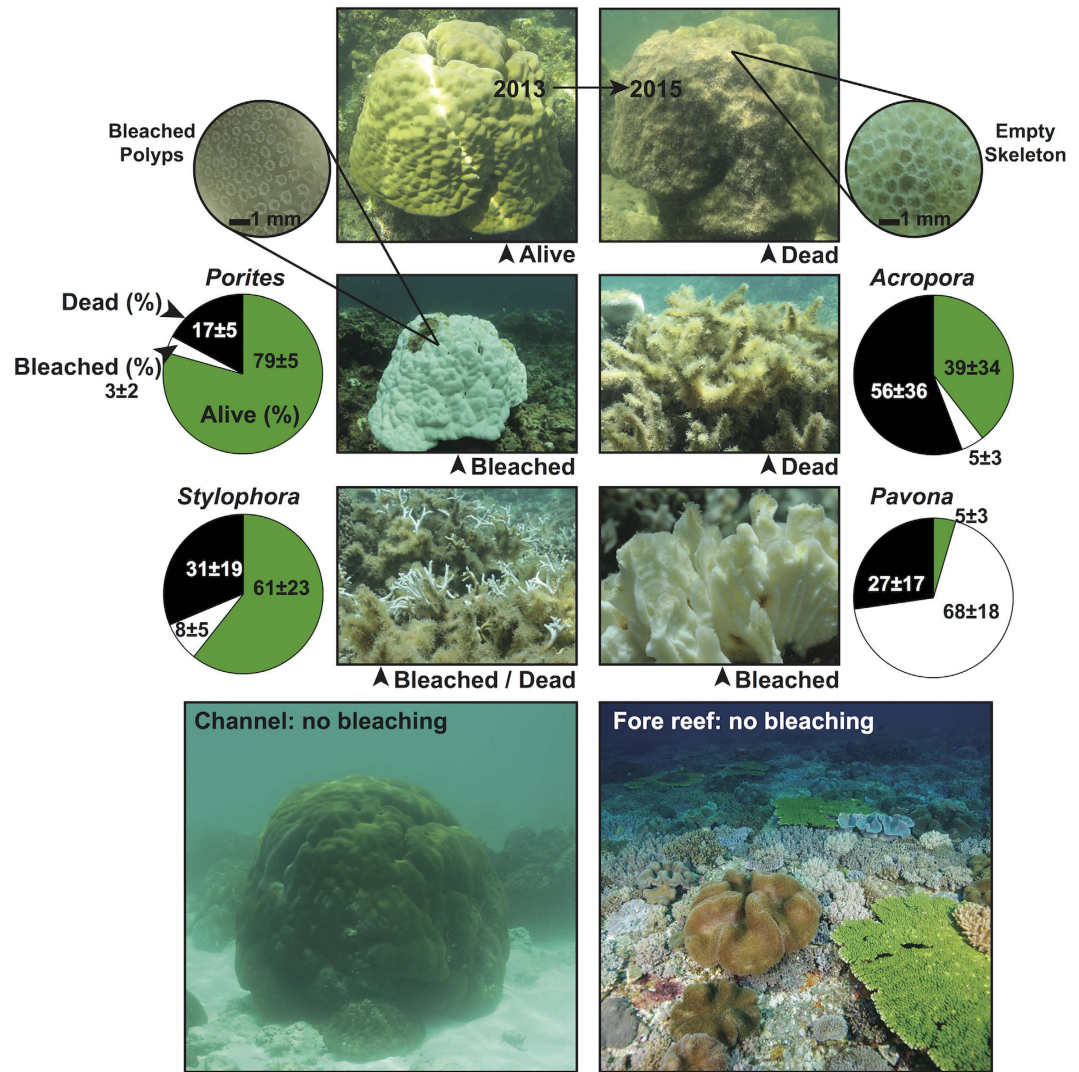 2013
2015
Bleached
Polyps
1 mm
Empty
Skeleton
1 mm
Alive
Dead
Porites
Dead (%)
17±5
79±5
Bleached (%)
3±2
Alive (%)
Acropora
39±34
56±36
5±3
Bleached
Dead
Stylophora
31±19
61±23
8±5
Pavona
5±3
27±17
68±18
Bleached / Dead
Bleached
Channel: no bleaching
Fore reef: no bleaching